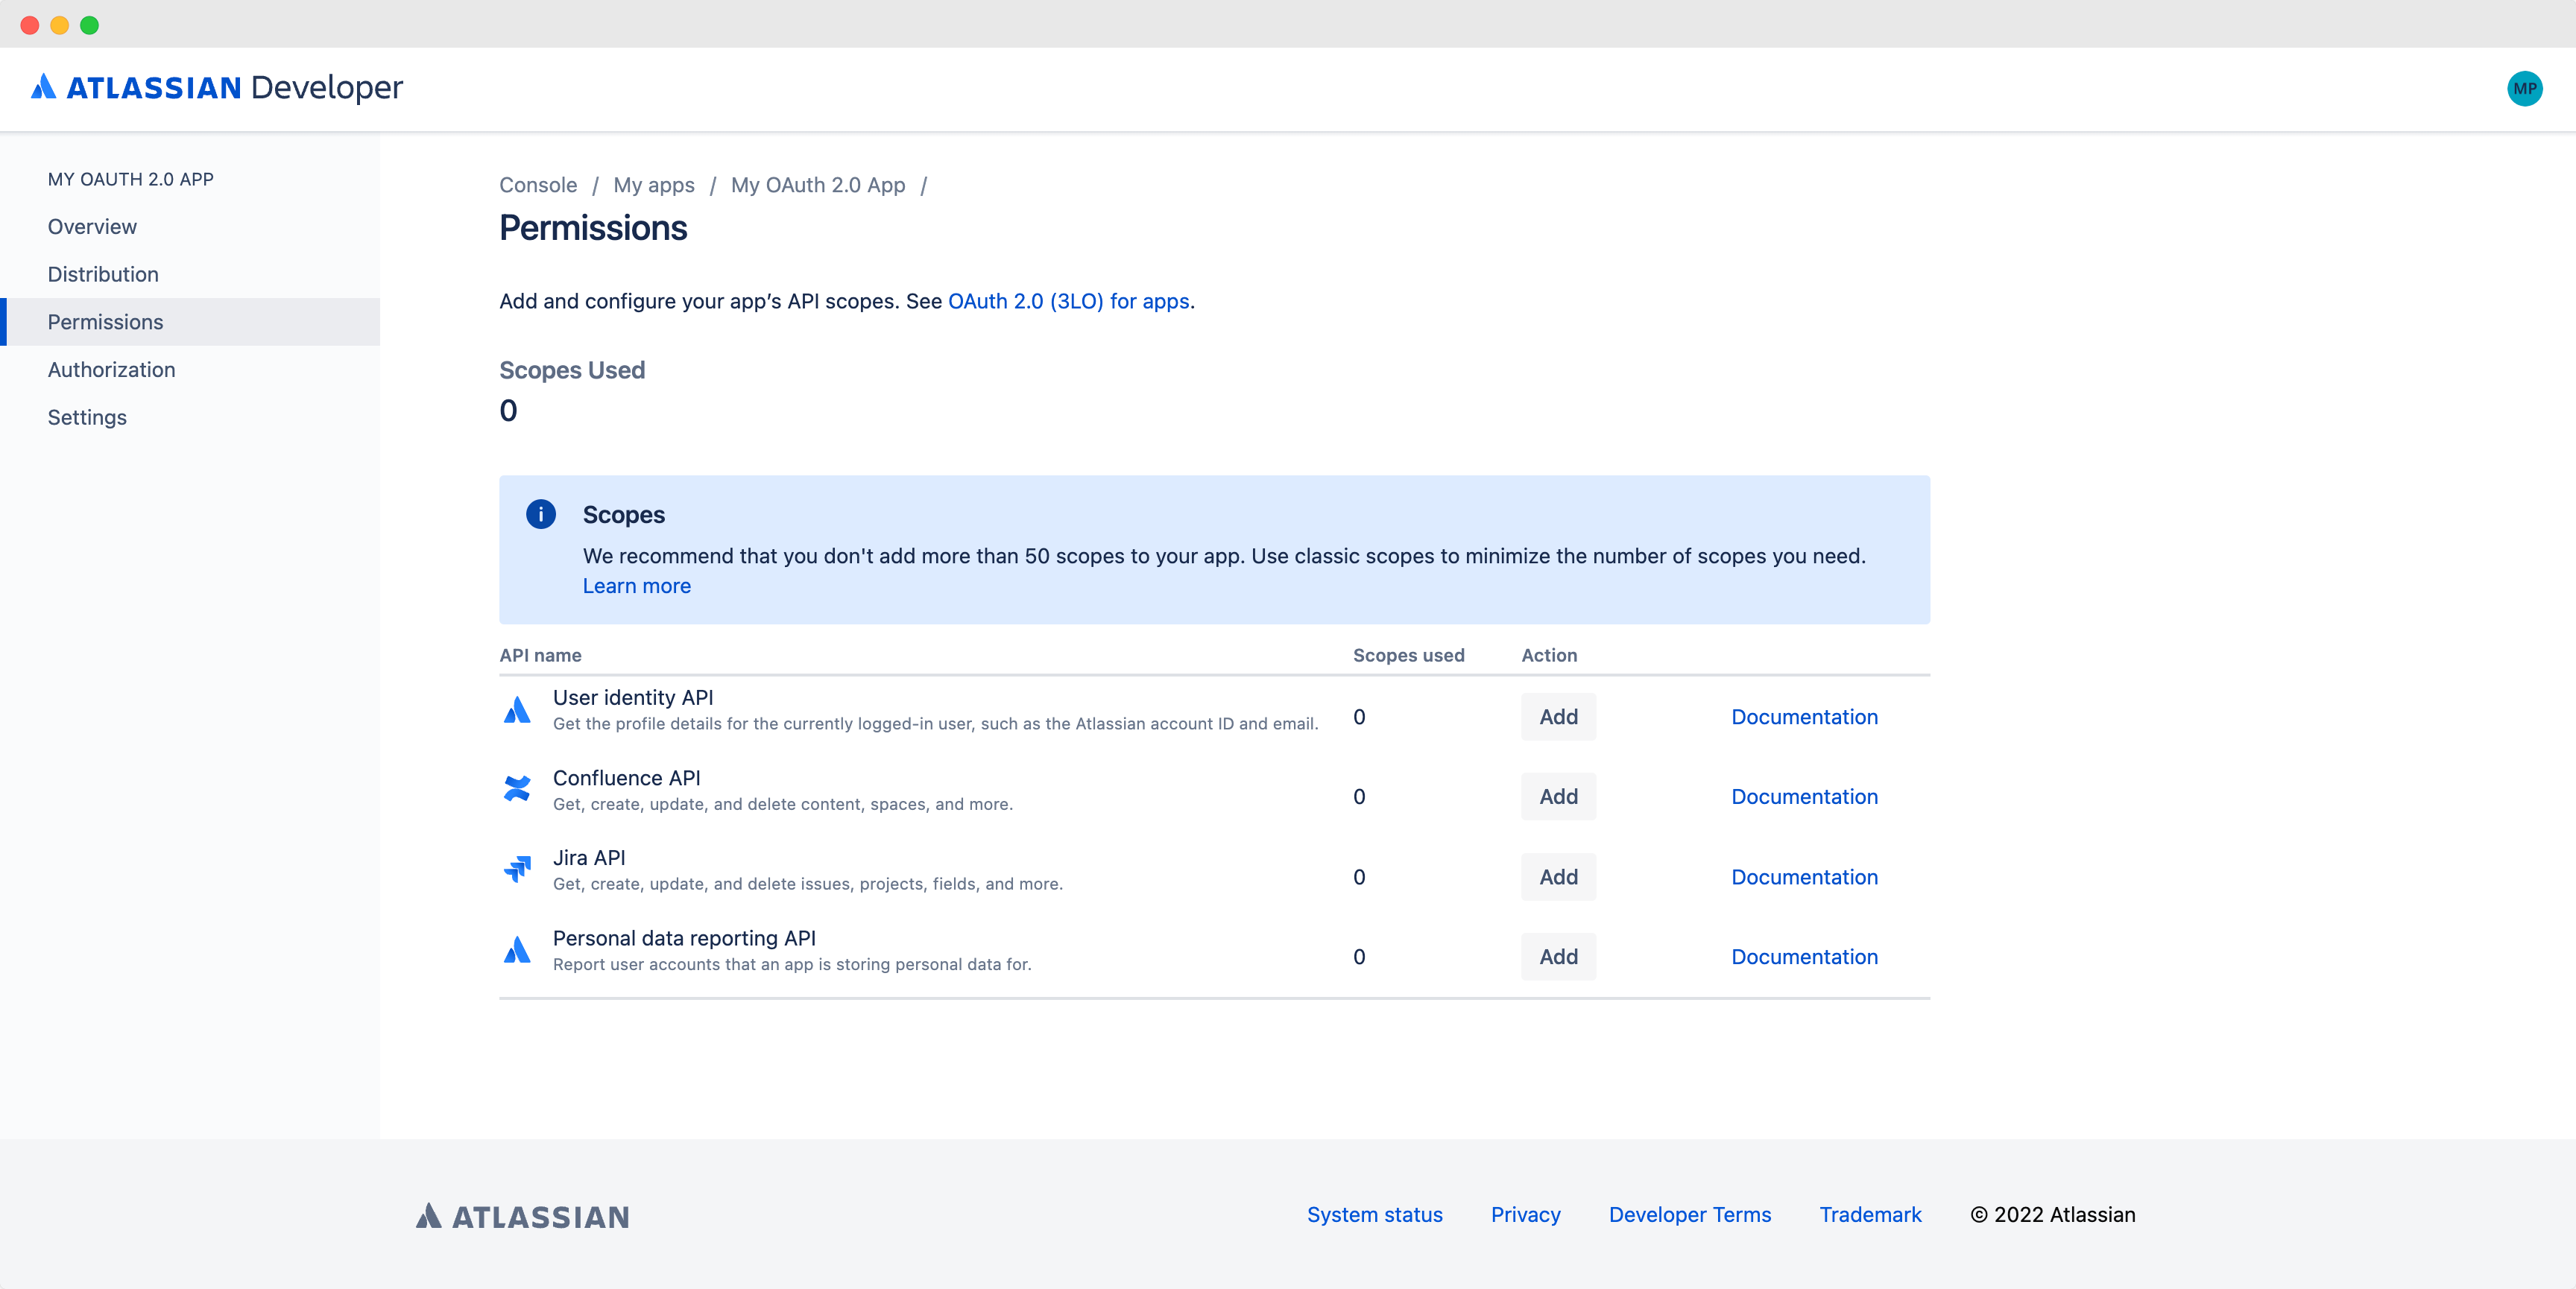 ATLASSIAN Developer
MP
MY OAUTH 2.0 APP
Overview
Distribution
Permissions
Authorization
Settings
Console / My apps / My OAuth 2.0 App /
Permissions
Add and configure your app’s API scopes. See OAuth 2.0 (3LO) for apps.
Scopes Used
0
i
Scopes
We recommend that you don't add more than 50 scopes to your app. Use classic scopes to minimize the number of scopes you need.
Learn more
API name Scopes used Action
User identity API
Get the profile details for the currently logged-in user, such as the Atlassian account ID and email.
0 Add Documentation
Confluence API
Get, create, update, and delete content, spaces, and more.
0 Add Documentation
Jira API
Get, create, update, and delete issues, projects, fields, and more.
0 Add Documentation
Personal data reporting API
Report user accounts that an app is storing personal data for.
0 Add Documentation
ATLASSIAN
System status Privacy Developer Terms Trademark © 2022 Atlassian